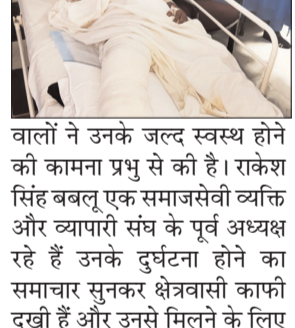 वालों ने उनके जल्द स्वस्थ होने
की कामना प्रभु से की है। राकेश
सिंह बबलू एक समाजसेवी व्यक्ति
और व्यापारी संघ के पूर्व अध्यक्ष
रहे हैं उनके दुर्घटना होने का
समाचार सुनकर क्षेत्रवासी काफी
दुखी हैं और उनसे मिलने के लिए